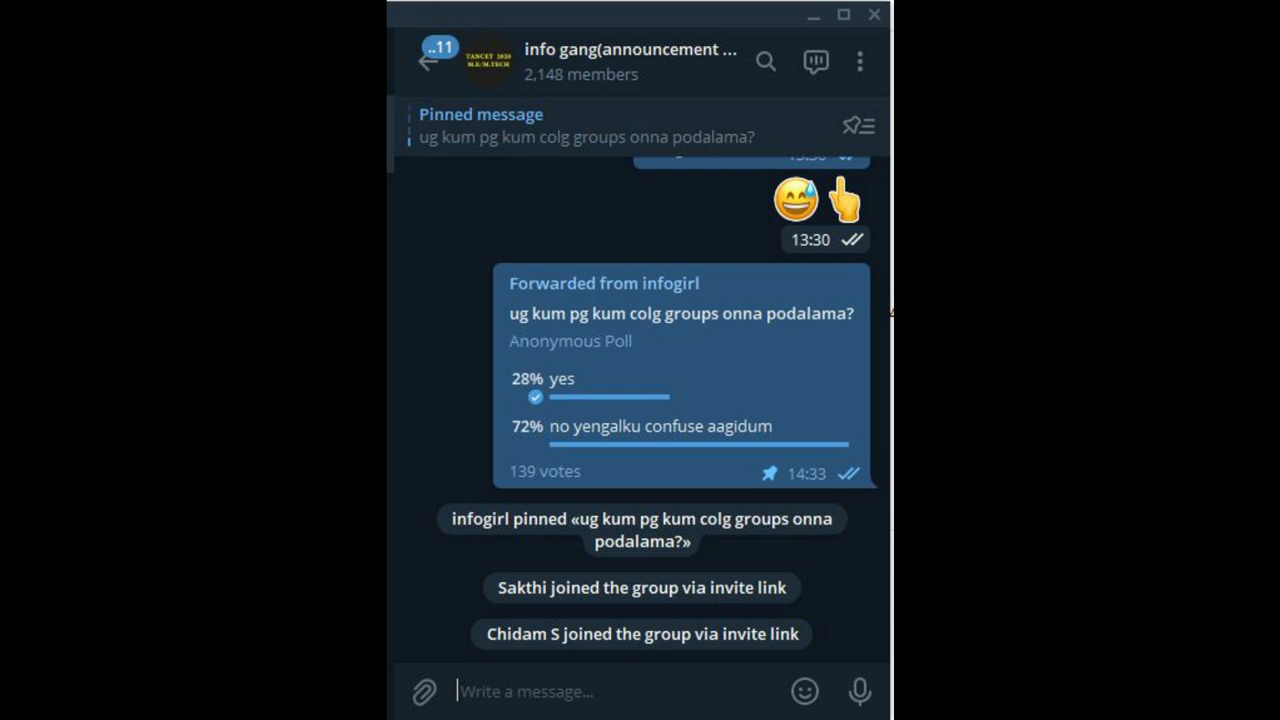 ..11
TANCET 2020
M.E/M.TECH
info gang(announcement ...
2,148 members
Pinned message
ug kum pg kum colg groups onna podalama?
13:30
Forwarded from infogirl
ug kum pg kum colg groups onna podalama?
Anonymous Poll
28% yes
72% no yengalku confuse aagidum
139 votes
14:33
infogirl pinned «ug kum pg kum colg groups onna
podalama?»
Sakthi joined the group via invite link
Chidam S joined the group via invite link
Write a message...